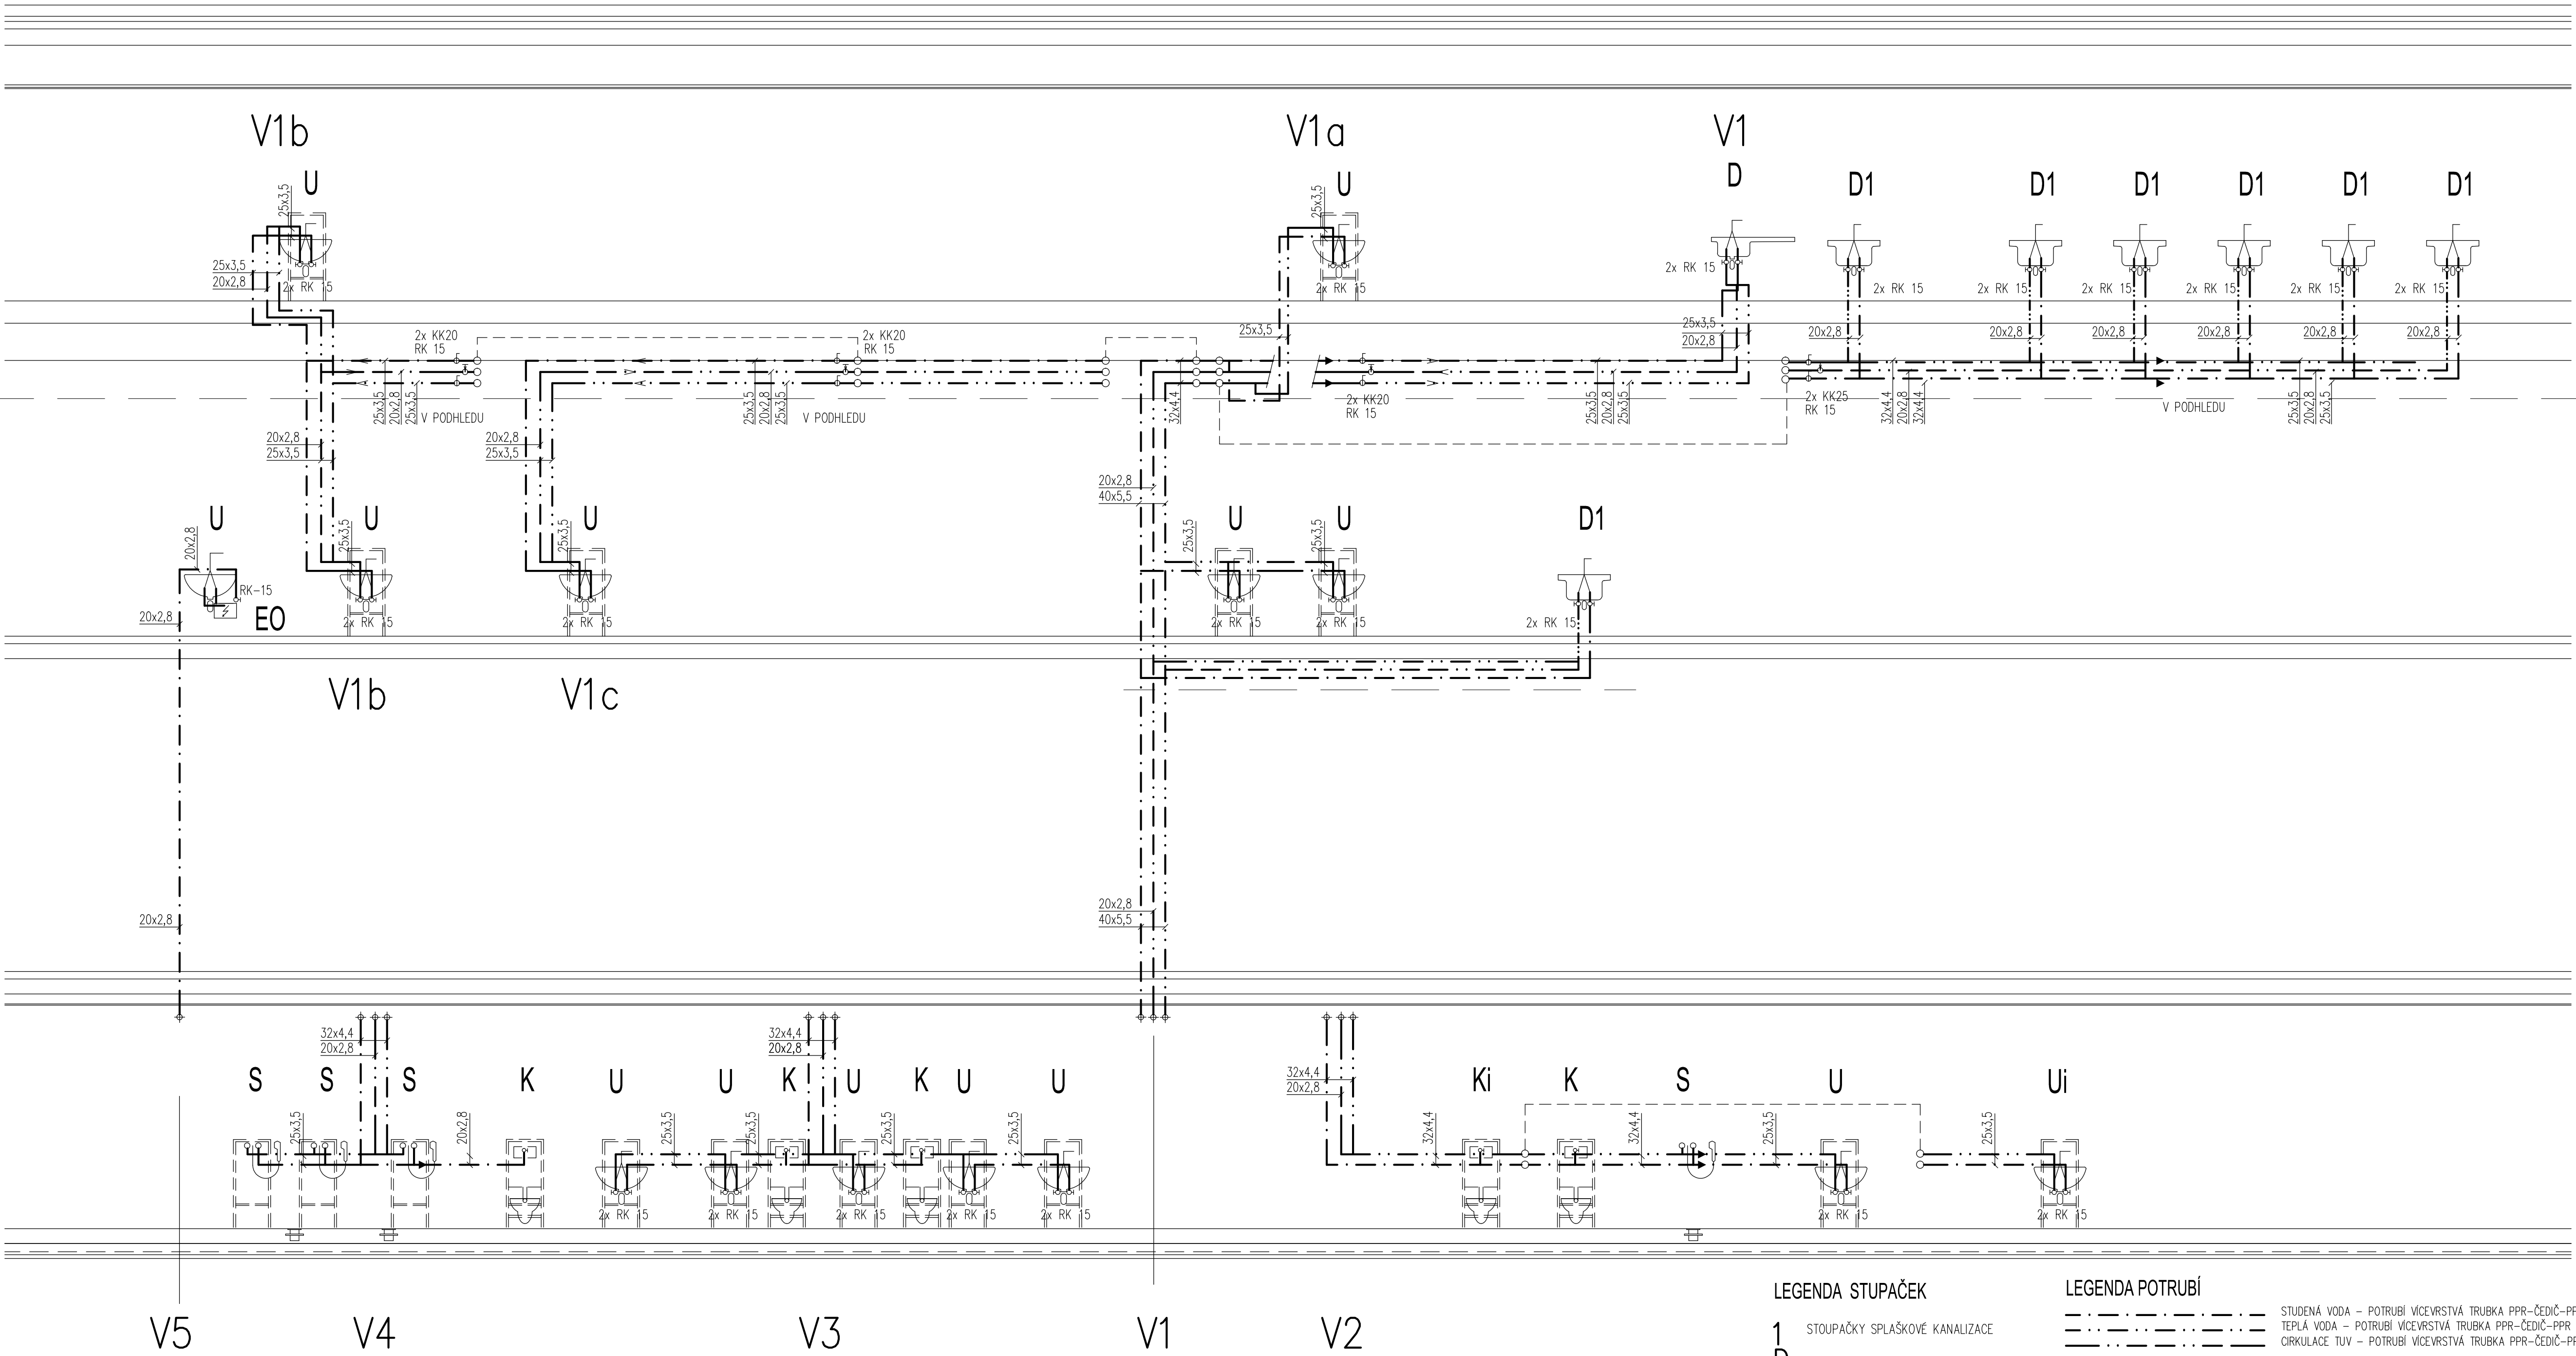 V1b V1a V1
U U D D1 D1 D1 D1 D1 D1
25x3,5 25x3,5
25x3,5
20x2,8
2x RK 15 2x RK 15 2x RK 15 2x RK 15 2x RK 15 2x RK 15 2x RK 15 2x RK 15 2x RK 15
2x KK20
RK 15
2x KK20
RK 15
25x3,5
25x3,5
20x2,8
20x2,8 20x2,8 20x2,8 20x2,8 20x2,8 20x2,8
25x3,5 20x2,8 25x3,5
V PODHLEDU
25x3,5 20x2,8 25x3,5
V PODHLEDU
32x4,4
2x KK20
RK 15
25x3,5 20x2,8 25x3,5
2x KK25
RK 15
32x4,4 20x2,8 32x4,4
V PODHLEDU
25x3,5 20x2,8 25x3,5
20x2,8
25x3,5
20x2,8
25x3,5
20x2,8
40x5,5
U U U U U D1
20x2,8 25x3,5 25x3,5 25x3,5 25x3,5
RK-15
EO
20x2,8
2x RK 15 2x RK 15 2x RK 15 2x RK 15 2x RK 15
V1b V1c
20x2,8
20x2,8
40x5,5
32x4,4
20x2,8
32x4,4
20x2,8
32x4,4
20x2,8
S S S K U U K U K U U Ki K S U Ui
25x3,5 20x2,8 25x3,5 25x3,5 25x3,5 25x3,5 32x4,4 32x4,4 25x3,5 25x3,5
2x RK 15 2x RK 15 2x RK 15 2x RK 15 2x RK 15 2x RK 15 2x RK 15
V5 V4 V3 V1 V2
LEGENDA STUPAČEK
1 STOUPAČKY SPLAŠKOVÉ KANALIZACE
LEGENDA POTRUBÍ
STUDENÁ VODA – POTRUBÍ VÍCEVRSTVÁ TRUBKA PPR–ČEDIČ–PP
TEPLÁ VODA – POTRUBÍ VÍCEVRSTVÁ TRUBKA PPR–ČEDIČ–PPR
CIRKULACE TUV – POTRUBÍ VÍCEVRSTVÁ TRUBKA PPR–ČEDIČ–PP